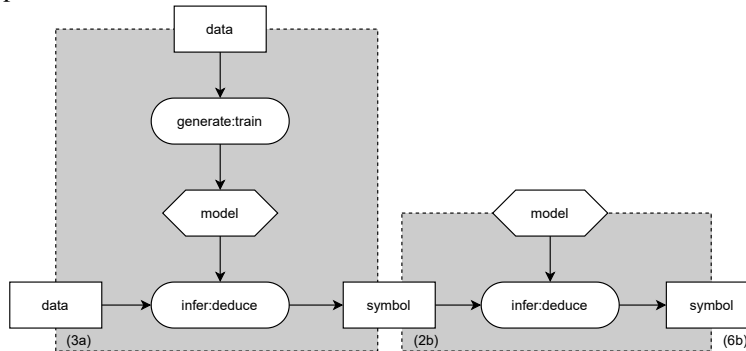 data
generate:train
model
model
data
infer:deduce
symbol
infer:deduce
symbol
(3a)
(2b)
(6b)